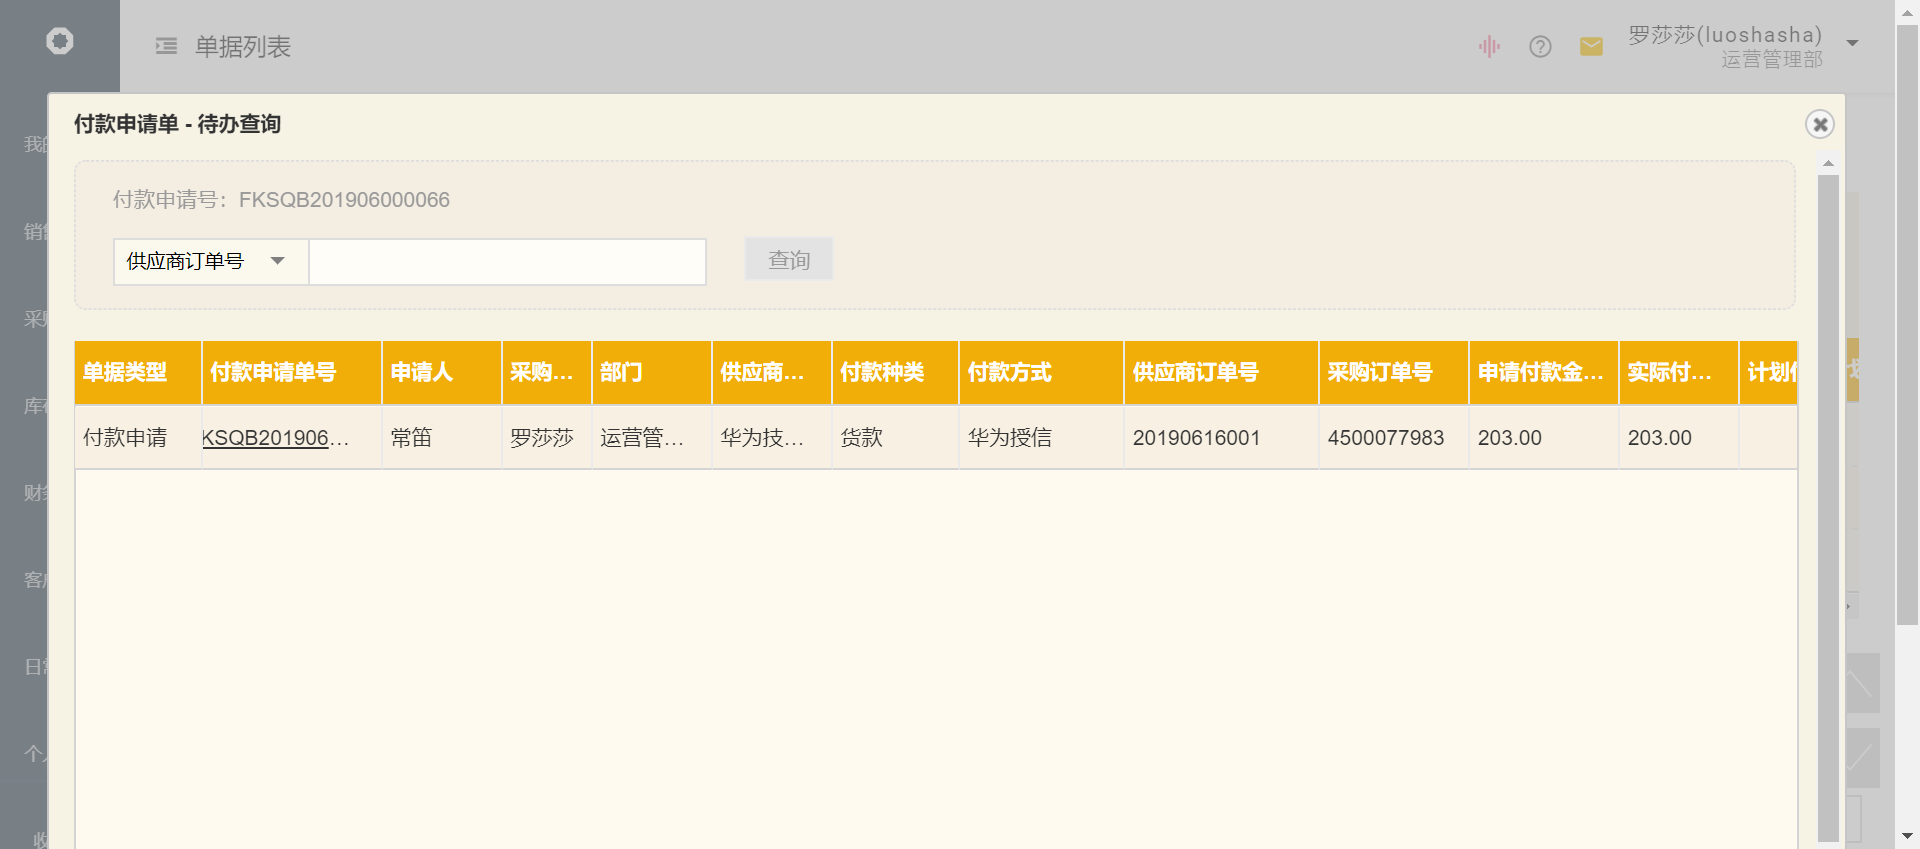 单据列表
罗莎莎(luoshasha)
运营管理部
付款申请单 - 待办查询
付款申请号：FKSQB201906000066
供应商订单号
查询
单据类型 付款申请单号 申请人 采购... 部门 供应商... 付款种类 付款方式 供应商订单号 采购订单号 申请付款金... 实际付... 计划
付款申请 KSQB201906... 常笛 罗莎莎 运营管... 华为技... 货款 华为授信 20190616001 4500077983 203.00 203.00
我
销
采
库
财
客
日
个
收